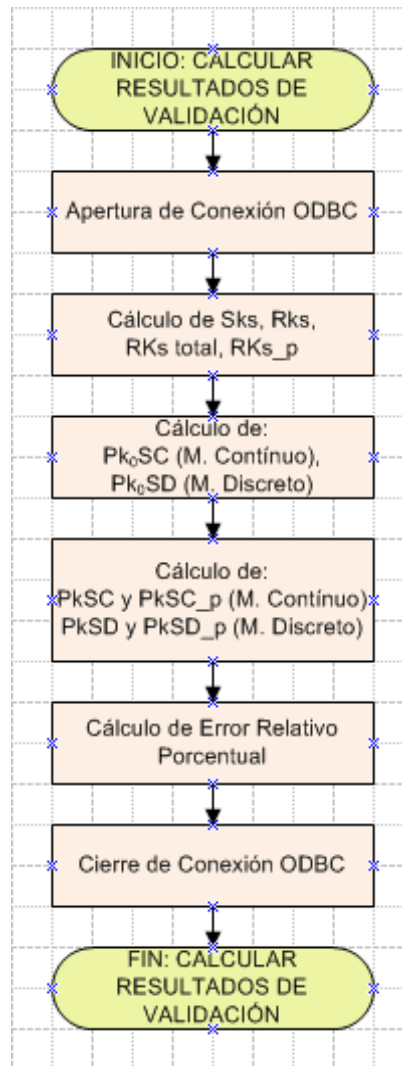 INICIO: CALCULAR
RESULTADOS DE
VALIDACIÓN
Apertura de Conexión ODBC
Cálculo de Sks, Rks,
RKs total, RKs_p
Cálculo de:
Pk₀SC (M. Contínuo),
Pk₀SD (M. Discreto)
Cálculo de:
PkSC y PkSC_p (M. Contínuo)
PkSD y PkSD_p (M. Discreto)
Cálculo de Error Relativo
Porcentual
Cierre de Conexión ODBC
FIN: CALCULAR
RESULTADOS DE
VALIDACIÓN